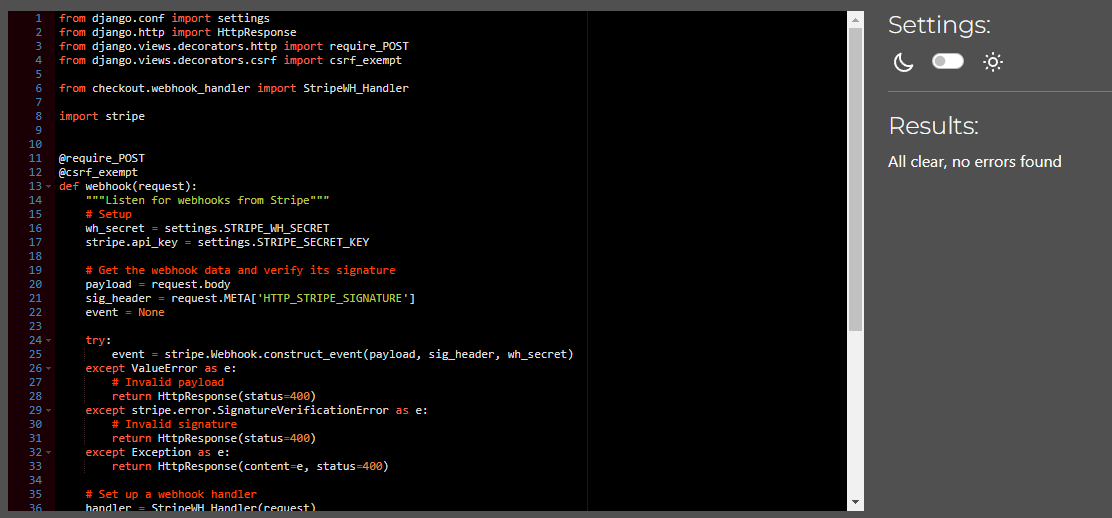 1 from django.conf import settings
2 from django.http import HttpResponse
3 from django.views.decorators.http import require_POST
4 from django.views.decorators.csrf import csrf_exempt
5
6 from checkout.webhook_handler import StripeWH_Handler
7
8 import stripe
9
10
11 @require_POST
12 @csrf_exempt
13 def webhook(request):
14     """Listen for webhooks from Stripe"""
15     # Setup
16     wh_secret = settings.STRIPE_WH_SECRET
17     stripe.api_key = settings.STRIPE_SECRET_KEY
18
19     # Get the webhook data and verify its signature
20     payload = request.body
21     sig_header = request.META['HTTP_STRIPE_SIGNATURE']
22     event = None
23
24     try:
25         event = stripe.Webhook.construct_event(payload, sig_header, wh_secret)
26     except ValueError as e:
27         # Invalid payload
28         return HttpResponse(status=400)
29     except stripe.error.SignatureVerificationError as e:
30         # Invalid signature
31         return HttpResponse(status=400)
32     except Exception as e:
33         return HttpResponse(content=e, status=400)
34
35     # Set up a webhook handler
36     handler = StripeWH_Handler(request)
Settings:
Results:
All clear, no errors found